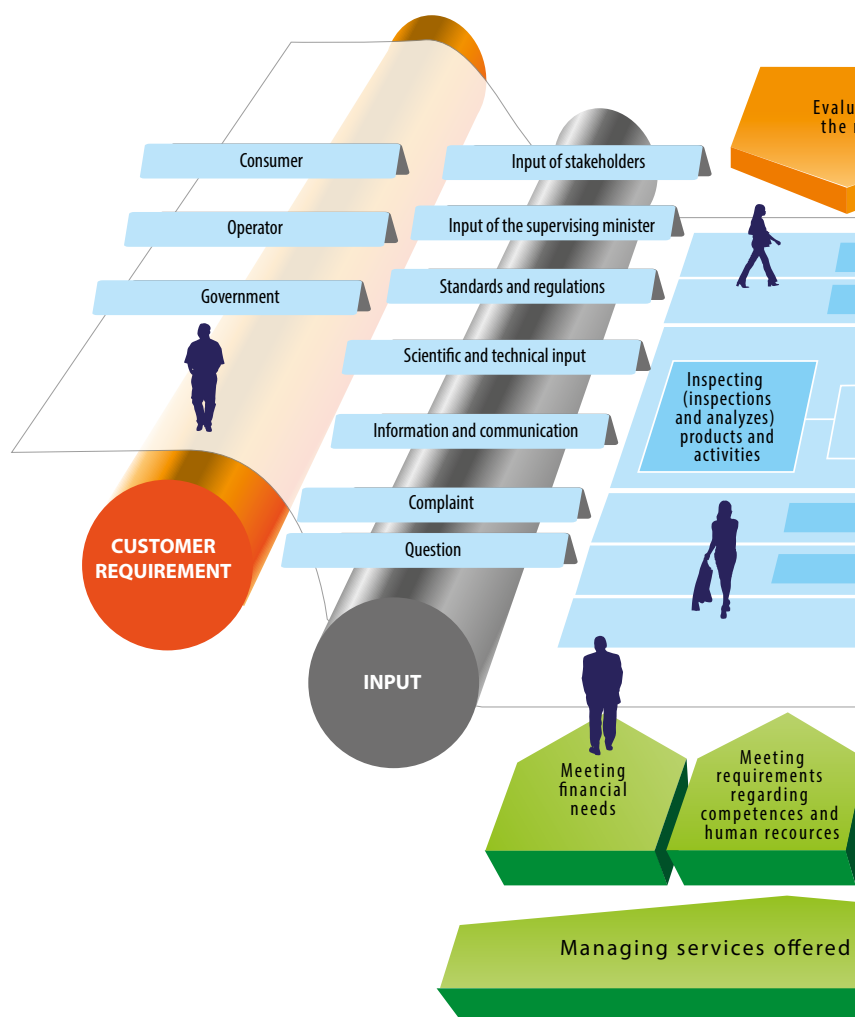 Consumer
Operator
Government
CUSTOMER
REQUIREMENT
Input of stakeholders
Input of the supervising minister
Standards and regulations
Scientific and technical input
Information and communication
Complaint
Question
INPUT
the
Inspecting
(inspections
and analyzes)
products and
activities
Meeting
financial
needs
Meeting
requirements
regarding
competences and
human recources
Managing services offered